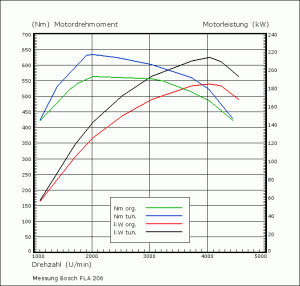 (Nm) Motordrehmoment Motorleistung (kW)
700 240
650 220
600 200
550 180
500
450 160
400 140
350 120
300 100
250 80
200
150 60
100 40
50 20
00 0
1000 2000 3000 4000 5000
Drehzahl (U/min)
Nm org.
Nm tun.
kW org.
kW tun.
Messung Bosch FLA 206